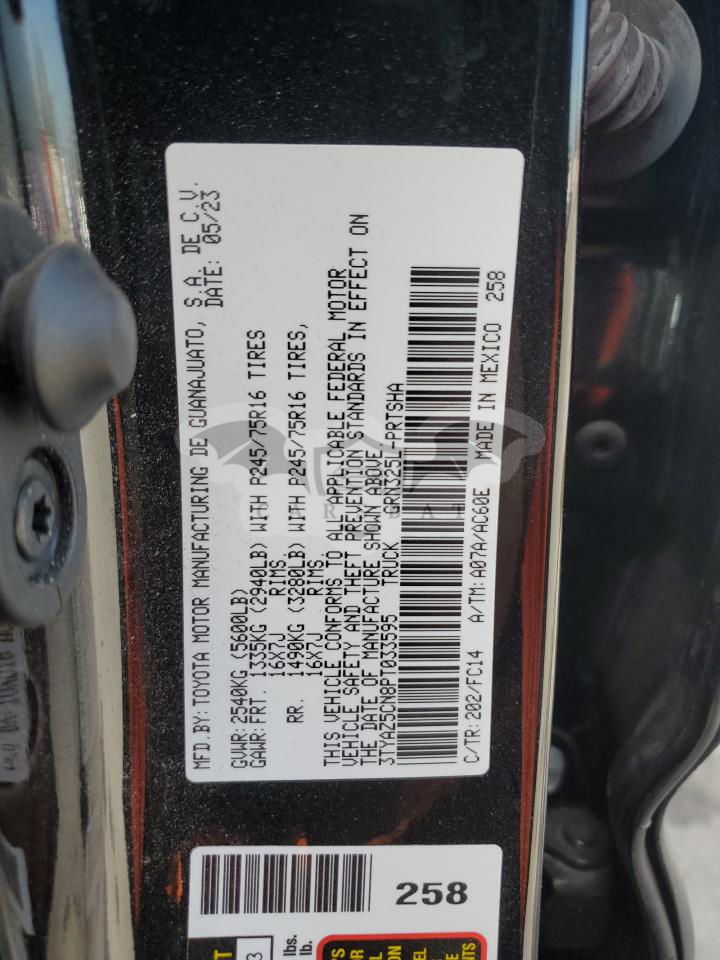 MFD.BY:TOYOTA MOTOR MANUFACTURING DE GUANAJUATO, S.A. DE C.V.
DATE: 05/23
GVWR:2540KG (5600LB)
GAWR:FRT. 1335KG (2940LB) WITH P245/75R16 TIRES
16X7J RIMS
RR. 1490KG (3280LB) WITH P245/75R16 TIRES,
16X7J RIMS
THIS VEHICLE CONFORMS TO ALL APPLICABLE FEDERAL MOTOR
VEHICLE SAFETY AND THEFT PREVENTION STANDARDS IN EFFECT ON
THE DATE OF MANUFACTURE SHOWN ABOVE.
3TYAZ5CN8PT033595 TRUCK GRN325L-PRTSHA
C/TR:202/FC14 A/TM:A07A/AC60E MADE IN MEXICO 258
258
lbs.
lb.